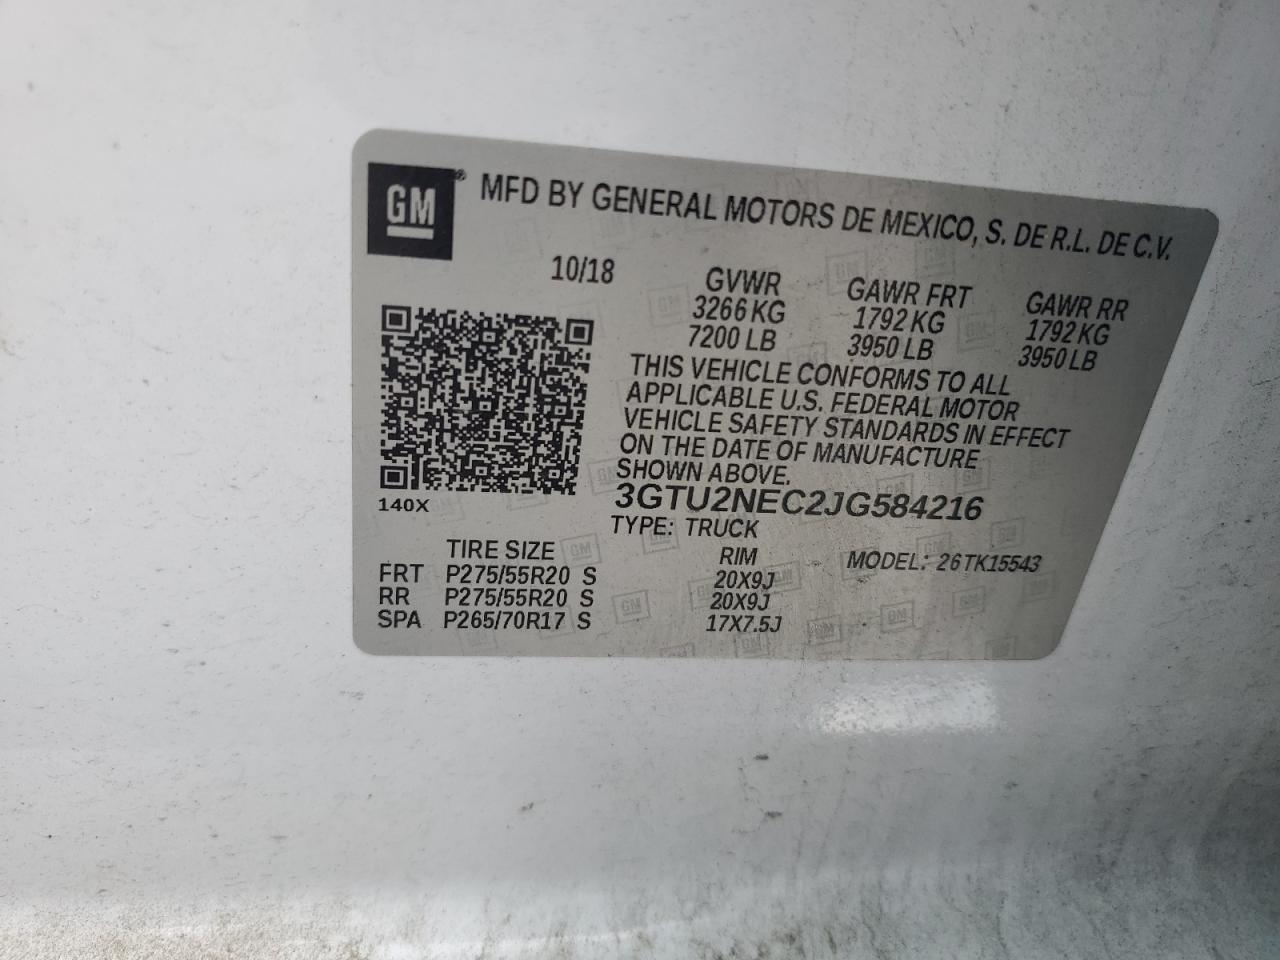 GM® MFD BY GENERAL MOTORS DE MEXICO, S. DE R.L. DE C.V.
10/18 GVWR GAWR FRT GAWR RR
3266 KG 1792 KG 1792 KG
7200 LB 3950 LB 3950 LB
THIS VEHICLE CONFORMS TO ALL
APPLICABLE U.S. FEDERAL MOTOR
VEHICLE SAFETY STANDARDS IN EFFECT
ON THE DATE OF MANUFACTURE
SHOWN ABOVE.
140X 3GTU2NEC2JG584216
TYPE: TRUCK
TIRE SIZE RIM MODEL: 26TK15543
FRT P275/55R20 S 20X9J
RR P275/55R20 S 20X9J
SPA P265/70R17 S 17X7.5J